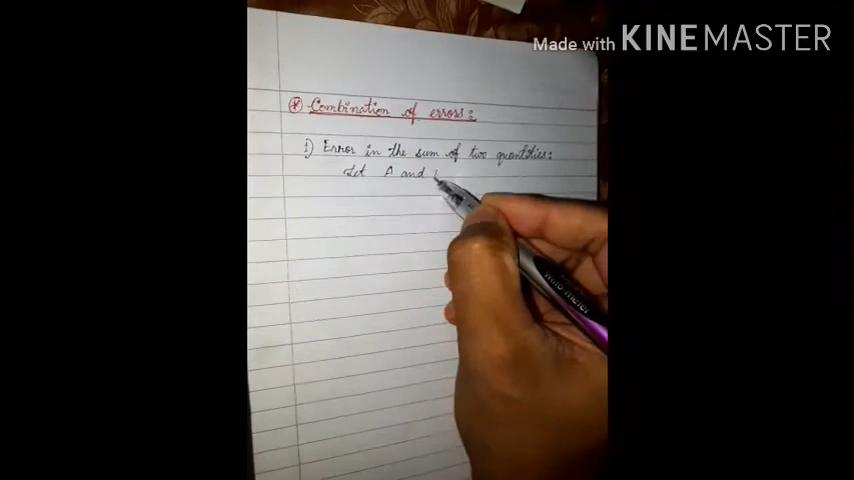 Made with KINEMASTER
* Combination of errors:
1) Error in the sum of two quantities:
Let A and